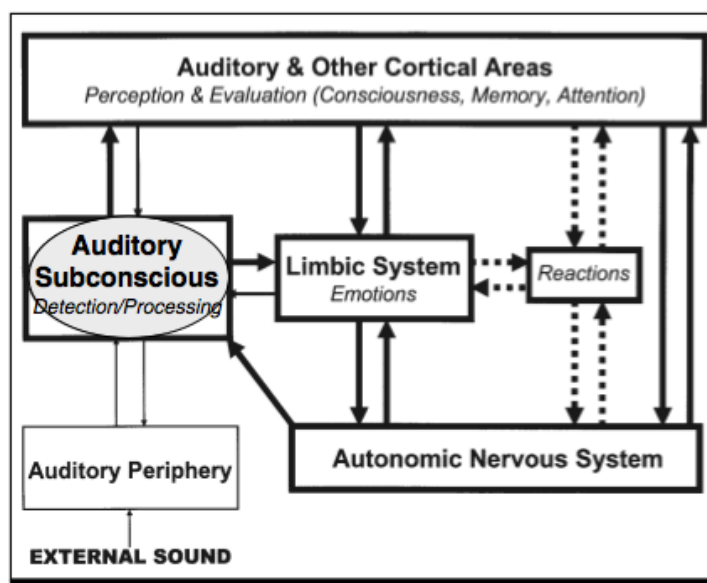 Auditory & Other Cortical Areas
Perception & Evaluation (Consciousness, Memory, Attention)
Auditory
Subconscious
Detection/Processing
Limbic System
Emotions
Reactions
Auditory Periphery
Autonomic Nervous System
EXTERNAL SOUND